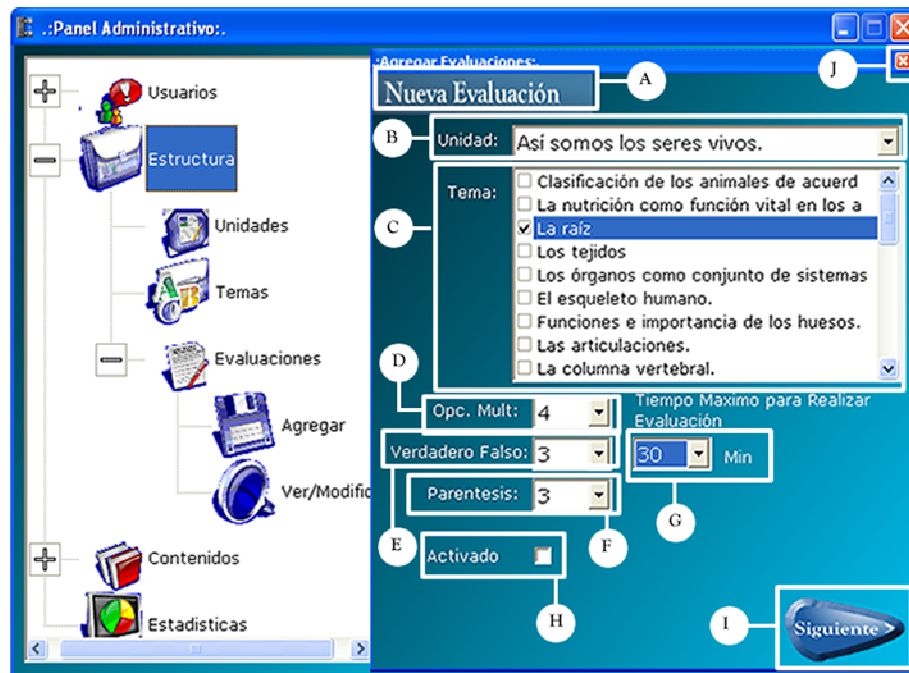 .:Panel Administrativo:.
Usuarios
Estructura
Unidades
Temas
Evaluaciones
Agregar
Ver/Modific
Contenidos
Estadisticas
:Agregar Evaluaciones:.
Nueva Evaluación
A
J
B
Unidad: Así somos los seres vivos.
C
Tema:
Clasificación de los animales de acuerd
La nutrición como función vital en los a
La raíz
Los tejidos
Los órganos como conjunto de sistemas
El esqueleto humano.
Funciones e importancia de los huesos.
Las articulaciones.
La columna vertebral.
D
Opc. Mult: 4
Tiempo Maximo para Realizar
Evaluación
Verdadero Falso: 3
30 Min
Parentesis: 3
G
E
F
Activado
H
I
Siguiente >